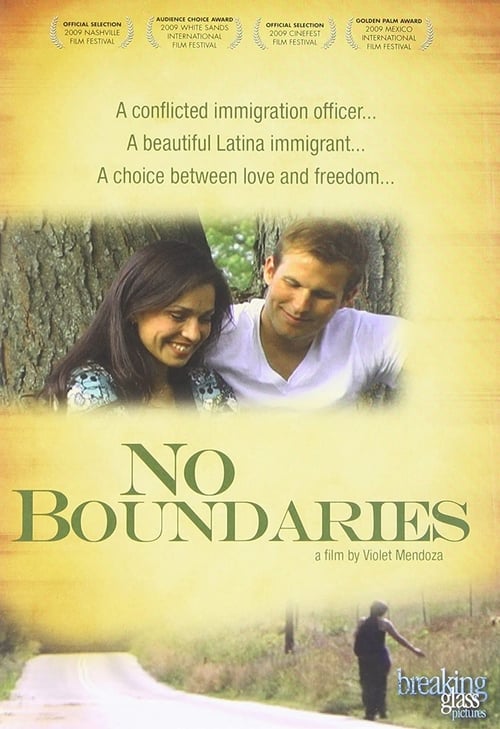 OFFICIAL SELECTION
2009 NASHVILLE
FILM FESTIVAL
AUDIENCE CHOICE AWARD
2009 WHITE SANDS
INTERNATIONAL
FILM FESTIVAL
OFFICIAL SELECTION
2009 CINEFEST
FILM FESTIVAL
GOLDEN PALM AWARD
2009 MEXICO
INTERNATIONAL
FILM FESTIVAL
A conflicted immigration officer...
A beautiful Latina immigrant...
A choice between love and freedom...
NO
BOUNDARIES
a film by Violet Mendoza
breaking
glass
pictures